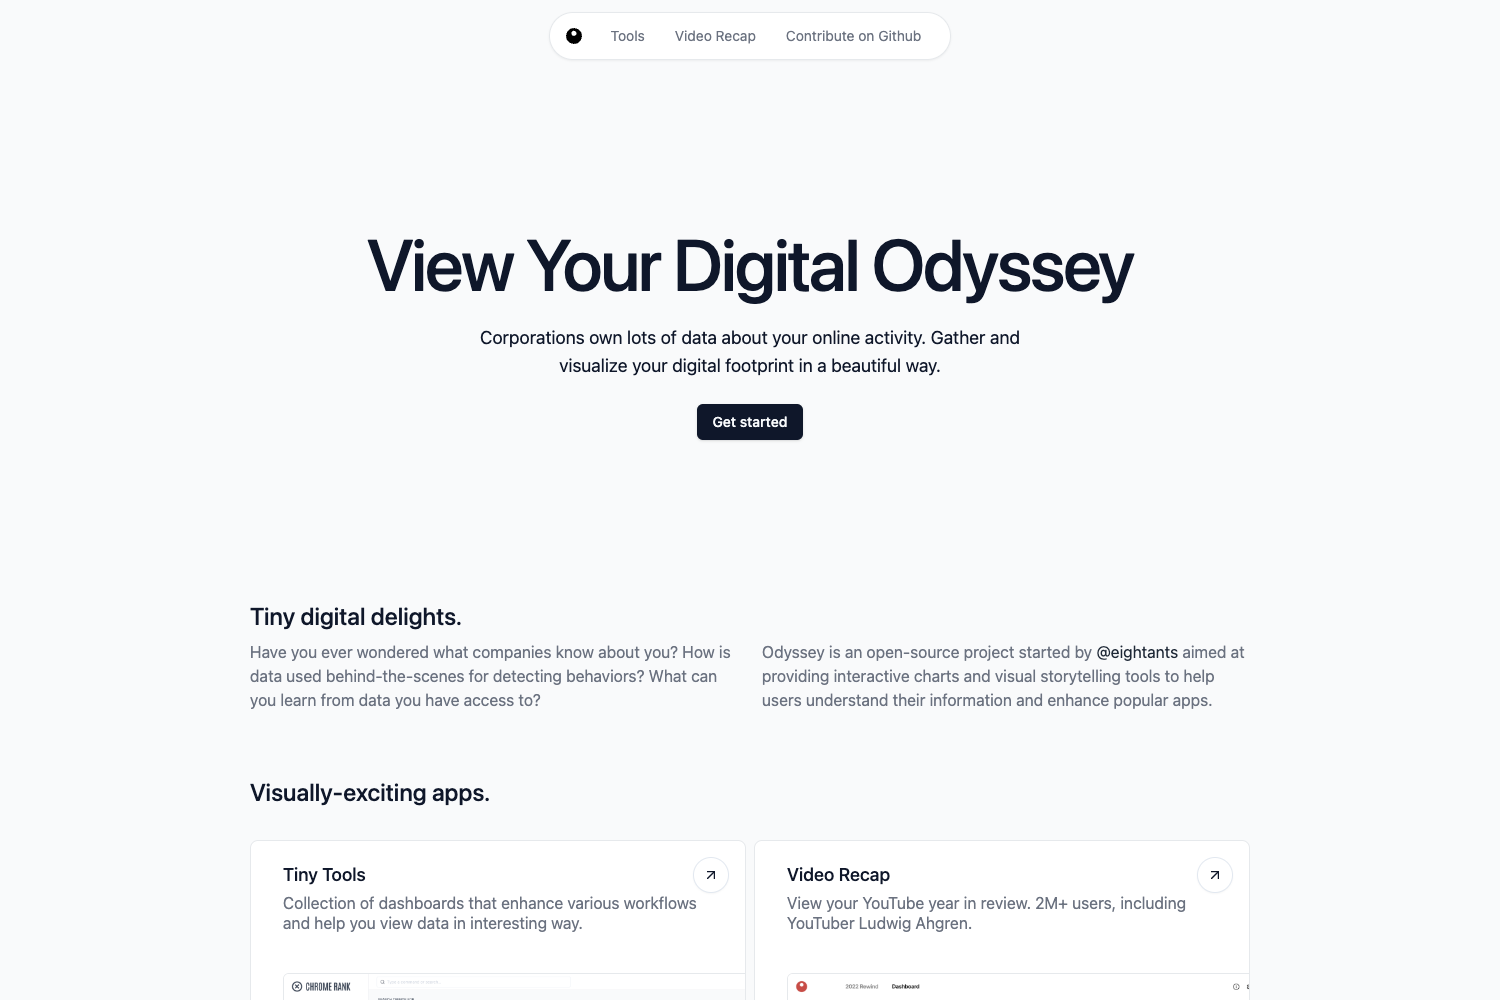 Tools
Video Recap
Contribute on Github
View Your Digital Odyssey
Corporations own lots of data about your online activity. Gather and
visualize your digital footprint in a beautiful way.
Get started
Tiny digital delights.
Have you ever wondered what companies know about you? How is
data used behind-the-scenes for detecting behaviors? What can
you learn from data you have access to?
Odyssey is an open-source project started by @eightants aimed at
providing interactive charts and visual storytelling tools to help
users understand their information and enhance popular apps.
Visually-exciting apps.
Tiny Tools
Collection of dashboards that enhance various workflows
and help you view data in interesting way.
CHROME RANK
Video Recap
View your YouTube year in review. 2M+ users, including
YouTuber Ludwig Ahgren.
2022 Rewind
Dashboard